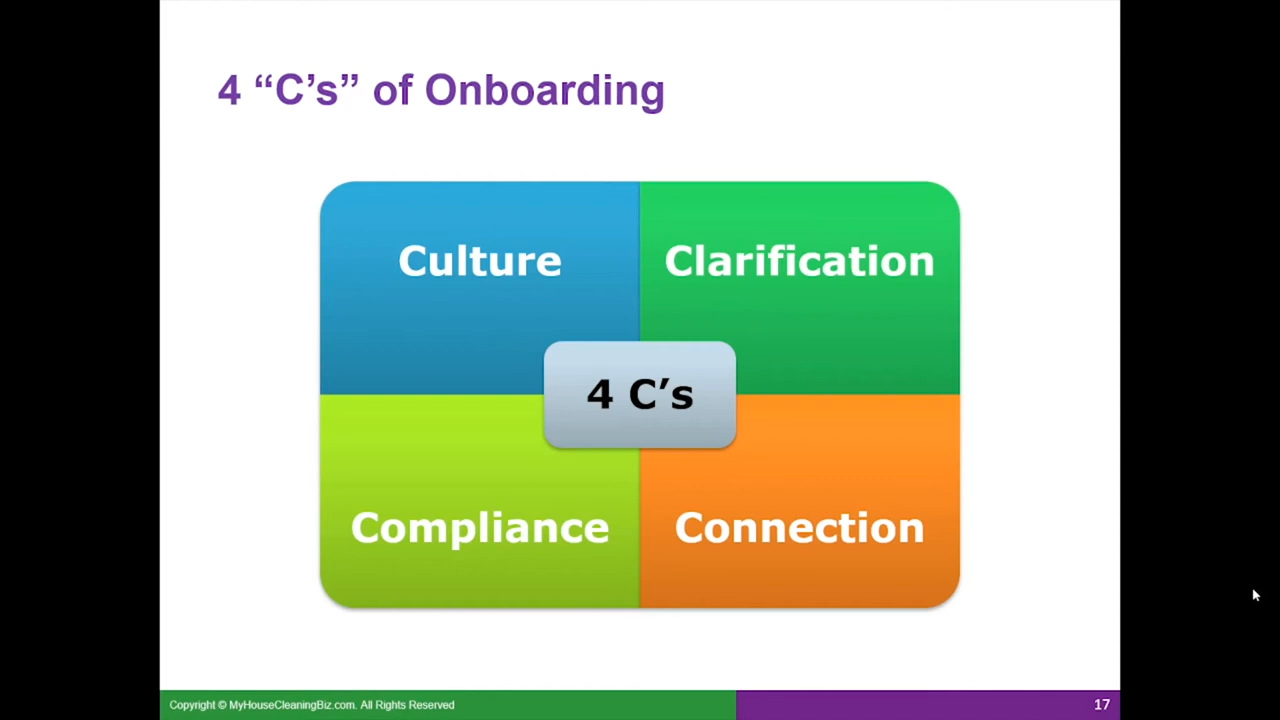 4 “C’s” of Onboarding
Culture
Clarification
4 C’s
Compliance
Connection
Copyright © MyHouseCleaningBiz.com. All Rights Reserved
17